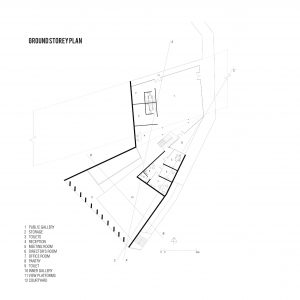 GROUND STOREY PLAN
1 PUBLIC GALLERY
2 STORAGE
3 TOILETS
4 RECEPTION
5 MEETING ROOM
6 DIRECTOR'S ROOM
7 OFFICE ROOM
8 PANTRY
9 TOILET
10 INNER GALLERY
11 VIEW PLATFORMS
12 COURTYARD